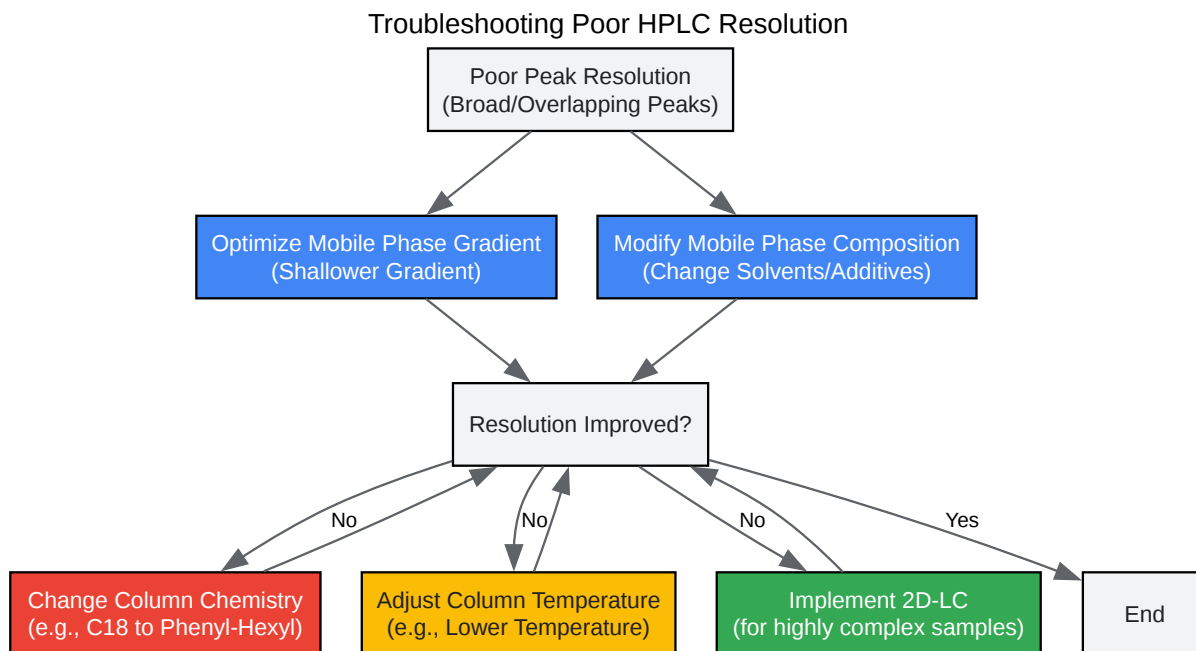 Troubleshooting Poor HPLC Resolution
Poor Peak Resolution
(Broad/Overlapping Peaks)
Optimize Mobile Phase Gradient
(Shallower Gradient)
Modify Mobile Phase Composition
(Change Solvents/Additives)
Resolution Improved?
No
No
No
Yes
Change Column Chemistry
(e.g., C18 to Phenyl-Hexyl)
Adjust Column Temperature
(e.g., Lower Temperature)
Implement 2D-LC
(for highly complex samples)
End